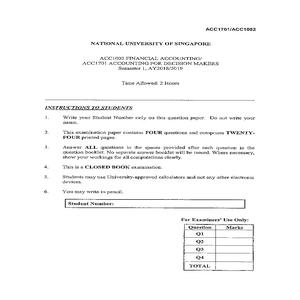 ACC1701/ACC1002
NATIONAL UNIVERSITY OF SINGAPORE
ACC1002 FINANCIAL ACCOUNTING/
ACC1701 ACCOUNTING FOR DECISION MAKERS
Semester 1, AY2018/2019
Time Allowed: 2 Hours
INSTRUCTIONS TO STUDENTS
1. Write your Student Number only on this question paper. Do not write your
name.
2. This examination paper contains FOUR questions and comprises TWENTY-
FOUR printed pages.
3. Answer ALL questions in the spaces provided after each question in the
question booklet. No separate answer booklet will be issued. Where necessary,
show your workings for all computations clearly.
4. This is a CLOSED BOOK examination.
5. Students may use University-approved calculators and not any other electronic
devices.
6. You may write in pencil.
Student Number:
For Examiners' Use Only:
Question Marks
Q1
Q2
Q3
Q4
TOTAL